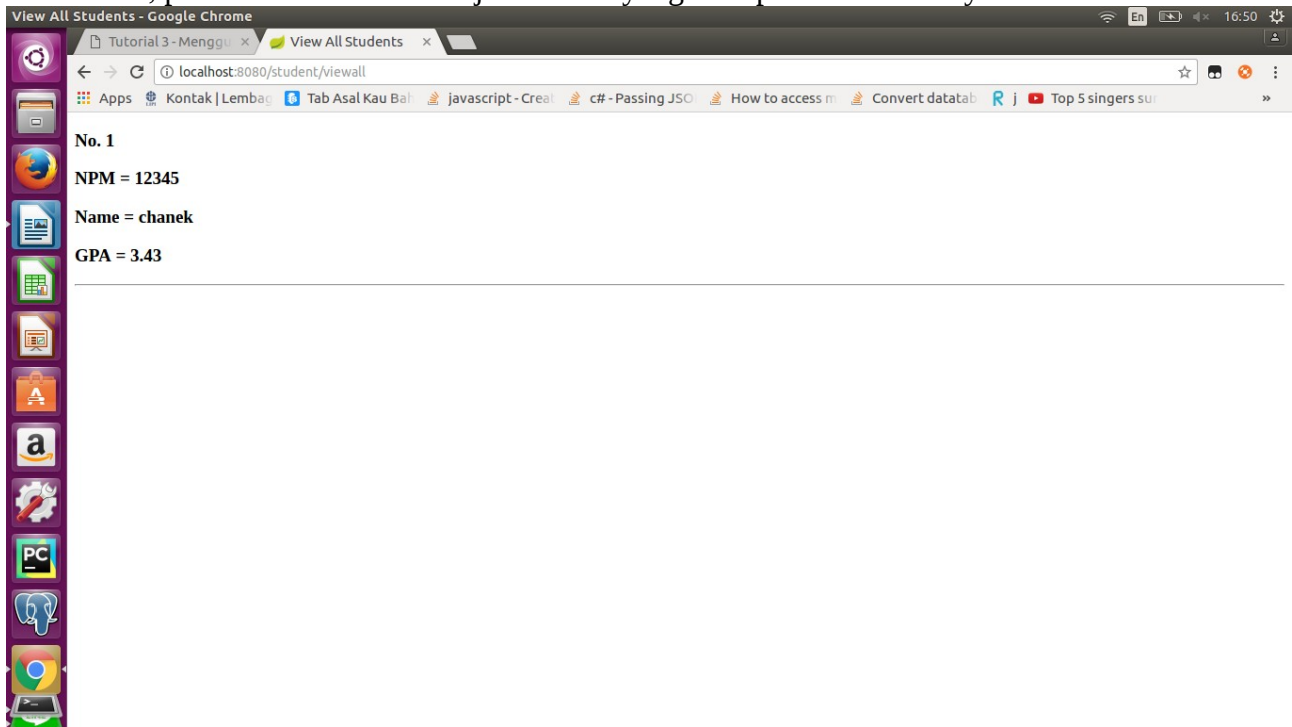 View All Students - Google Chrome En 16:50
Tutorial 3 - Menggu × View All Students ×
localhost:8080/student/viewall
Apps Kontak | Lembag Tab Asal Kau Bah javascript - Creat c# - Passing JSO How to access m Convert datatab j Top 5 singers sur »
No. 1
NPM = 12345
Name = chanek
GPA = 3.43